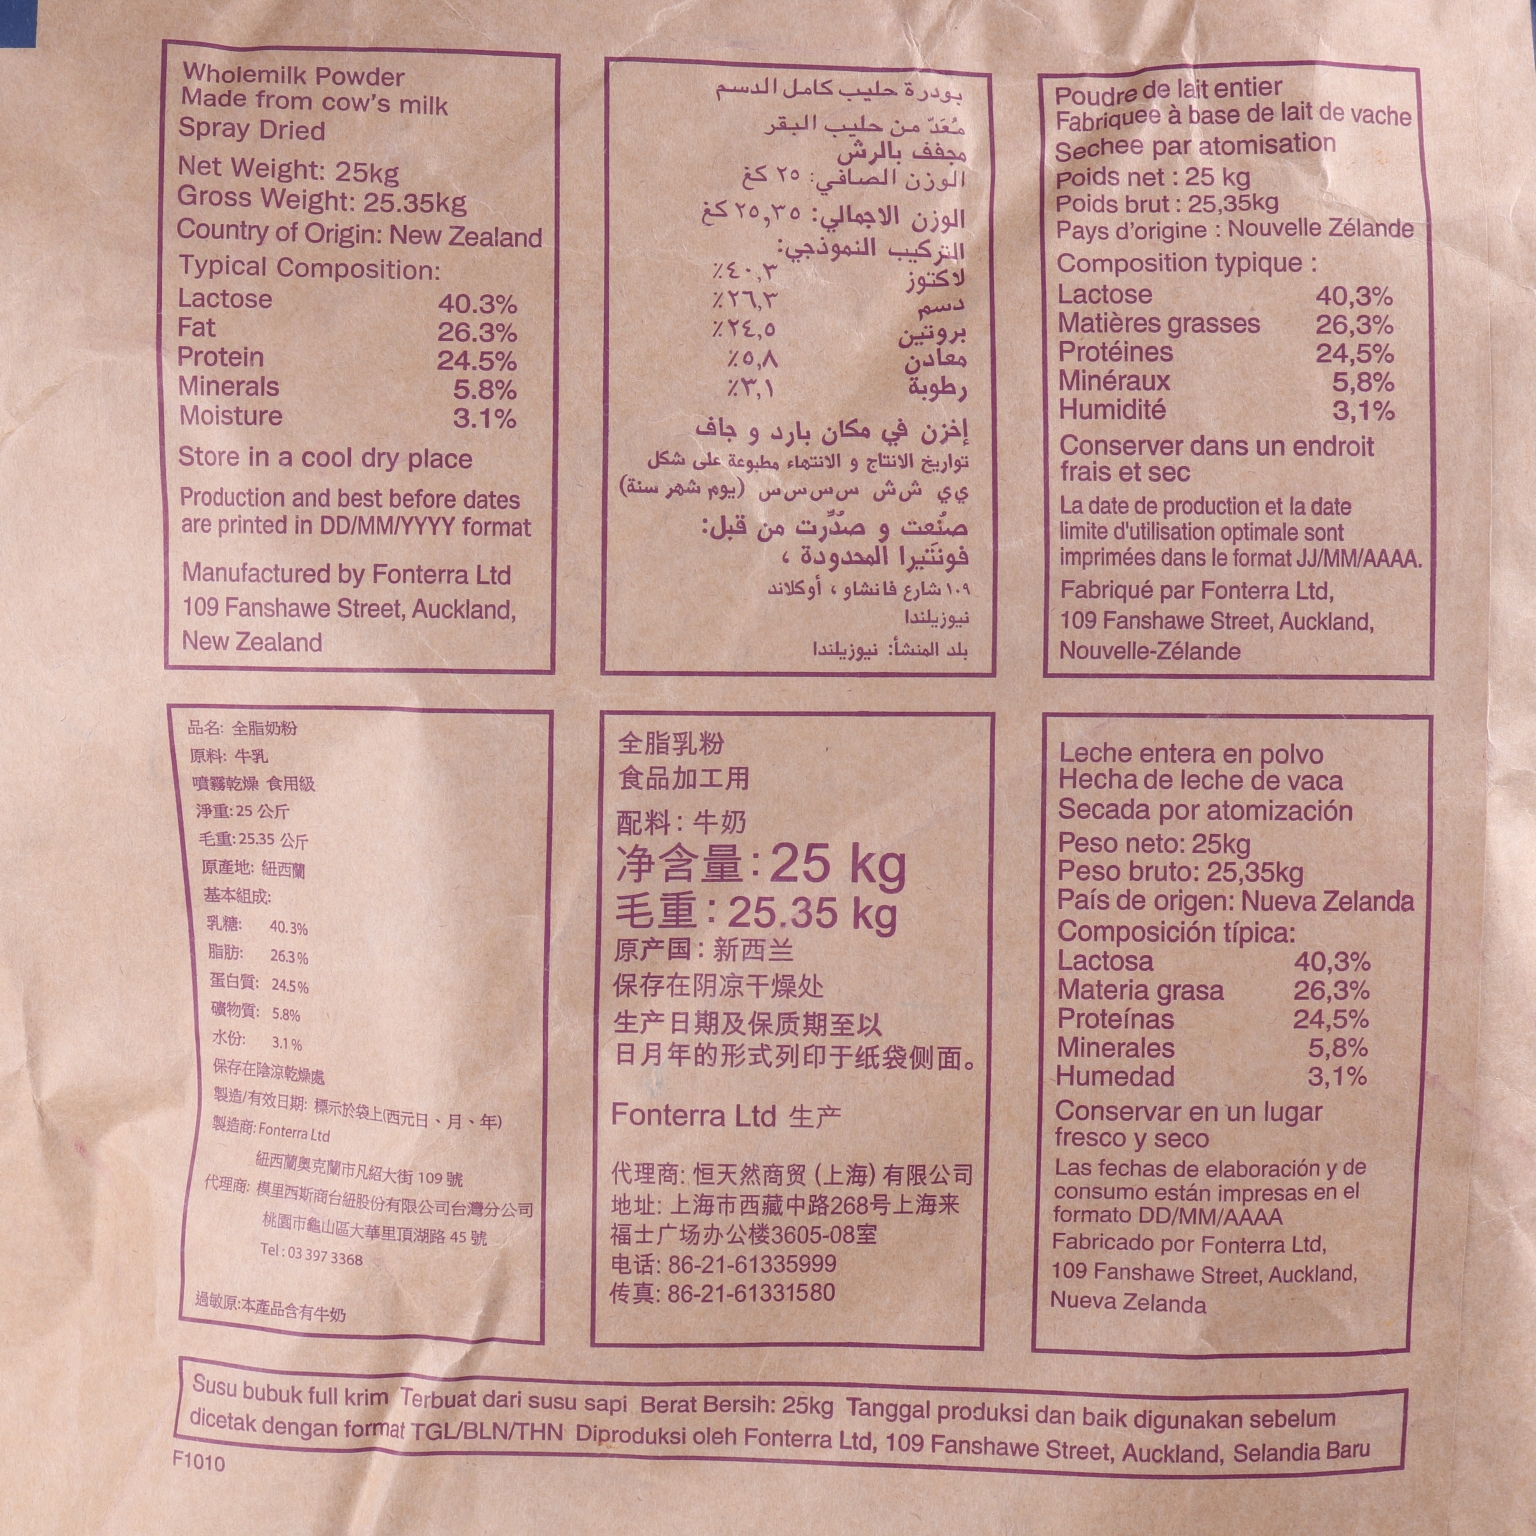 Wholemilk Powder
Made from cow's milk
Spray Dried
Net Weight: 25kg
Gross Weight: 25.35kg
Country of Origin: New Zealand
Typical Composition:
Lactose 40.3%
Fat 26.3%
Protein 24.5%
Minerals 5.8%
Moisture 3.1%
Store in a cool dry place
Production and best before dates
are printed in DD/MM/YYYY format
Manufactured by Fonterra Ltd
109 Fanshawe Street, Auckland,
New Zealand
بودرة حليب كامل الدسم
مُعَدّ من حليب البقر
مجفف بالرش
الوزن الصافي: ٢٥ كغ
الوزن الاجمالي: ٢٥,٣٥ كغ
التركيب النموذجي:
لاكتوز ٤٠,٣٪
دسم ٢٦,٣٪
بروتين ٢٤,٥٪
معادن ٥,٨٪
رطوبة ٣,١٪
إخزن في مكان بارد و جاف
تواريخ الانتاج و الانتهاء مطبوعة على شكل
ي ي ش ش س س س س (يوم شهر سنة)
صنُعت و صدُّرت من قبل:
فونتيرا المحدودة ،
١٠٩ شارع فانشاو ، أوكلاند
نيوزيلندا
بلد المنشأ: نيوزيلندا
Poudre de lait entier
Fabriquee à base de lait de vache
Sechee par atomisation
Poids net : 25 kg
Poids brut : 25,35kg
Pays d'origine : Nouvelle Zélande
Composition typique :
Lactose 40,3%
Matières grasses 26,3%
Protéines 24,5%
Minéraux 5,8%
Humidité 3,1%
Conserver dans un endroit
frais et sec
La date de production et la date
limite d'utilisation optimale sont
imprimées dans le format JJ/MM/AAAA.
Fabriqué par Fonterra Ltd,
109 Fanshawe Street, Auckland,
Nouvelle-Zélande
品名: 全脂奶粉
原料: 牛乳
噴霧乾燥 食用級
淨重: 25 公斤
毛重: 25.35 公斤
原產地: 紐西蘭
基本組成:
乳糖: 40.3%
脂肪: 26.3%
蛋白質: 24.5%
礦物質: 5.8%
水份: 3.1%
保存在陰涼乾燥處
製造/有效日期: 標示於袋上(西元日、月、年)
製造商: Fonterra Ltd
紐西蘭奧克蘭市凡紹大街 109 號
代理商: 模里西斯商台紐股份有限公司台灣分公司
桃園市龜山區大華里頂湖路 45 號
Tel : 03 397 3368
過敏原:本產品含有牛奶
全脂乳粉
食品加工用
配料: 牛奶
净含量: 25 kg
毛重: 25.35 kg
原产国: 新西兰
保存在阴凉干燥处
生产日期及保质期至以
日月年的形式列印于纸袋侧面。
Fonterra Ltd 生产
代理商: 恒天然商贸 (上海) 有限公司
地址: 上海市西藏中路268号上海来
福士广场办公楼3605-08室
电话: 86-21-61335999
传真: 86-21-61331580
Leche entera en polvo
Hecha de leche de vaca
Secada por atomización
Peso neto: 25kg
Peso bruto: 25,35kg
País de origen: Nueva Zelanda
Composición típica:
Lactosa 40,3%
Materia grasa 26,3%
Proteínas 24,5%
Minerales 5,8%
Humedad 3,1%
Conservar en un lugar
fresco y seco
Las fechas de elaboración y de
consumo están impresas en el
formato DD/MM/AAAA
Fabricado por Fonterra Ltd,
109 Fanshawe Street, Auckland,
Nueva Zelanda
Susu bubuk full krim Terbuat dari susu sapi Berat Bersih: 25kg Tanggal produksi dan baik digunakan sebelum
dicetak dengan format TGL/BLN/THN Diproduksi oleh Fonterra Ltd, 109 Fanshawe Street, Auckland, Selandia Baru
F1010